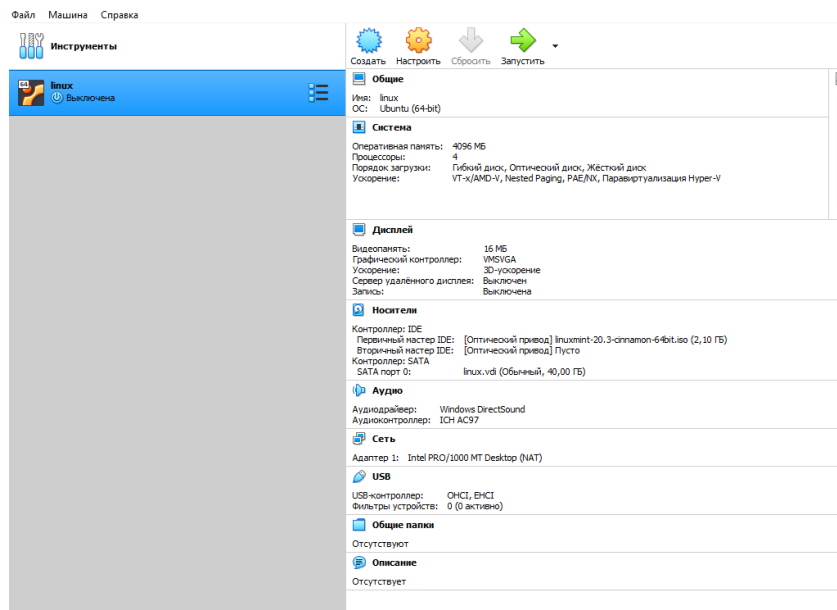 Файл Машина Справка
Инструменты
Создать Настроить Сбросить Запустить
64 linux
Выключена
Общие
Имя: linux
ОС: Ubuntu (64-bit)
Система
Оперативная память: 4096 МБ
Процессоры: 4
Порядок загрузки: Гибкий диск, Оптический диск, Жёсткий диск
Ускорение: VT-x/AMD-V, Nested Paging, PAE/NX, Паравиртуализация Hyper-V
Дисплей
Видеопамять: 16 МБ
Графический контроллер: VMSVGA
Ускорение: 3D-ускорение
Сервер удалённого дисплея: Выключен
Запись: Выключена
Носители
Контроллер: IDE
Первичный мастер IDE: [Оптический привод] linuxmint-20.3-cinnamon-64bit.iso (2,10 ГБ)
Вторичный мастер IDE: [Оптический привод] Пусто
Контроллер: SATA
SATA порт 0: linux.vdi (Обычный, 40,00 ГБ)
Аудио
Аудиодрайвер: Windows DirectSound
Аудиоконтроллер: ICH AC97
Сеть
Адаптер 1: Intel PRO/1000 MT Desktop (NAT)
USB
USB-контроллер: OHCI, EHCI
Фильтры устройств: 0 (0 активно)
Общие папки
Отсутствуют
Описание
Отсутствует